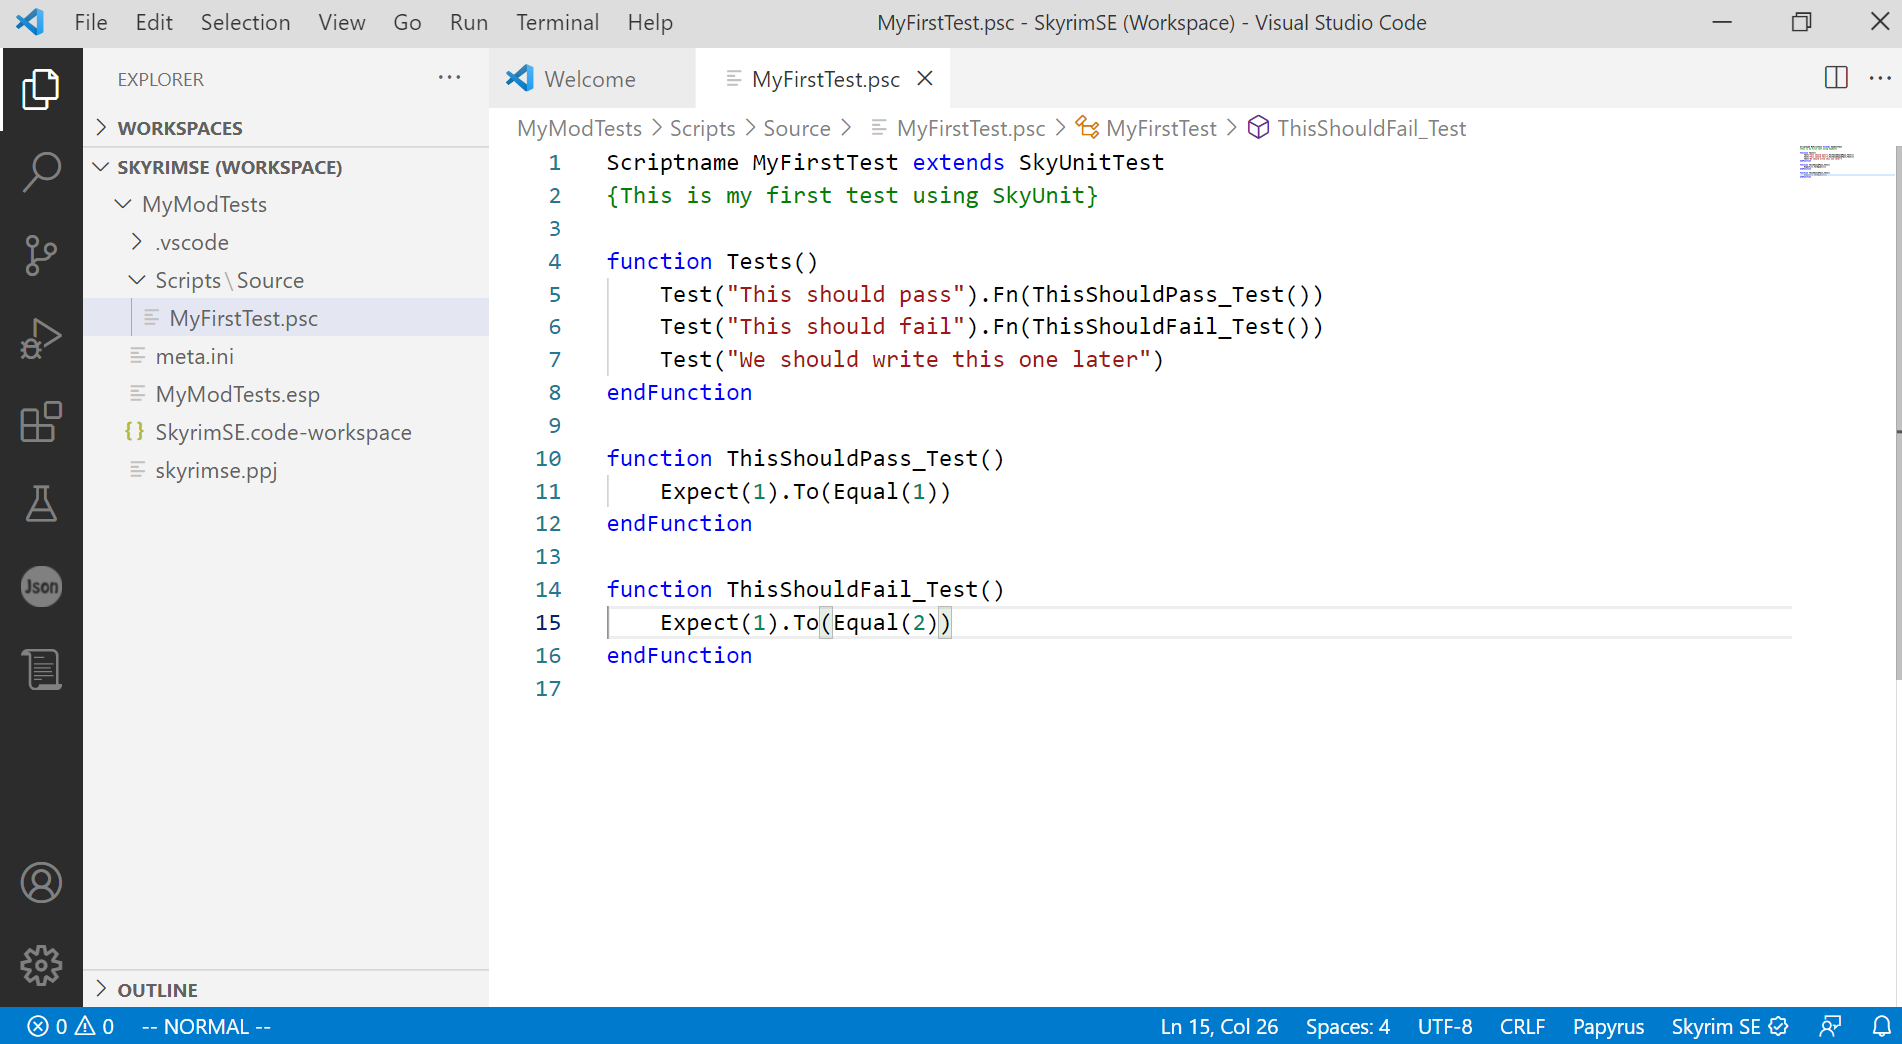 File Edit Selection View Go Run Terminal Help MyFirstTest.psc - SkyrimSE (Workspace) - Visual Studio Code
EXPLORER
WORKSPACES
SKYRIMSE (WORKSPACE)
MyModTests
.vscode
Scripts\Source
MyFirstTest.psc
meta.ini
MyModTests.esp
{} SkyrimSE.code-workspace
skyrimse.ppj
Json
OUTLINE
Welcome MyFirstTest.psc
MyModTests > Scripts > Source > MyFirstTest.psc > MyFirstTest > ThisShouldFail_Test
1 Scriptname MyFirstTest extends SkyUnitTest
2 {This is my first test using SkyUnit}
3
4 function Tests()
5 Test("This should pass").Fn(ThisShouldPass_Test())
6 Test("This should fail").Fn(ThisShouldFail_Test())
7 Test("We should write this one later")
8 endFunction
9
10 function ThisShouldPass_Test()
11 Expect(1).To(Equal(1))
12 endFunction
13
14 function ThisShouldFail_Test()
15 Expect(1).To(Equal(2))
16 endFunction
17
0 0 -- NORMAL -- Ln 15, Col 26 Spaces: 4 UTF-8 CRLF Papyrus Skyrim SE